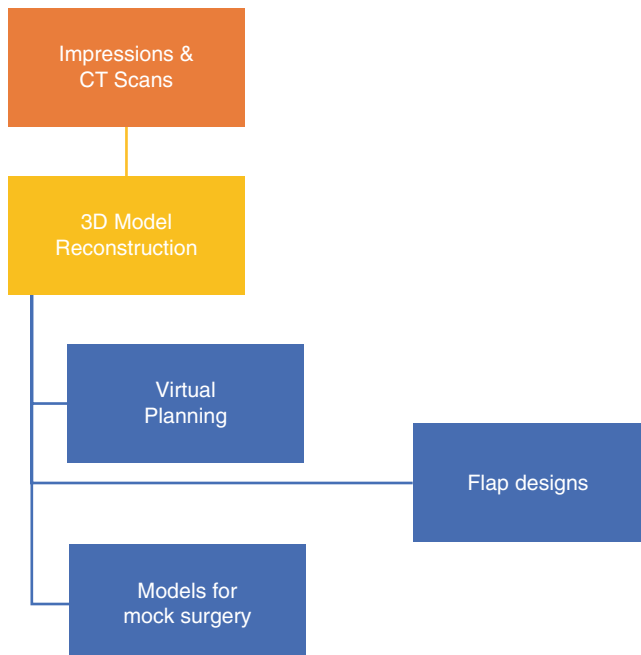 Impressions &
CT Scans
3D Model
Reconstruction
Virtual
Planning
Flap designs
Models for
mock surgery